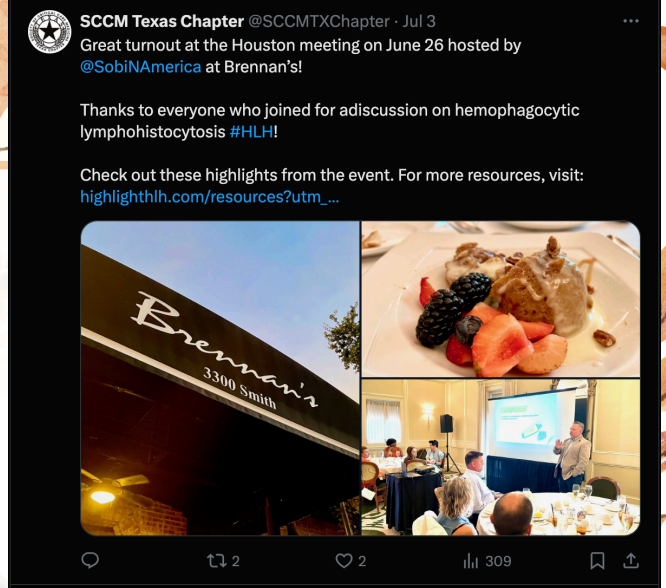 SCCM Texas Chapter @SCCMTXChapter · Jul 3
Great turnout at the Houston meeting on June 26 hosted by
@SobiNAmerica at Brennan’s!
Thanks to everyone who joined for adiscussion on hemophagocytic
lymphohistocytosis #HLH!
Check out these highlights from the event. For more resources, visit:
highlighthlh.com/resources?utm_...
Brennan's
3300 Smith
2
2
309